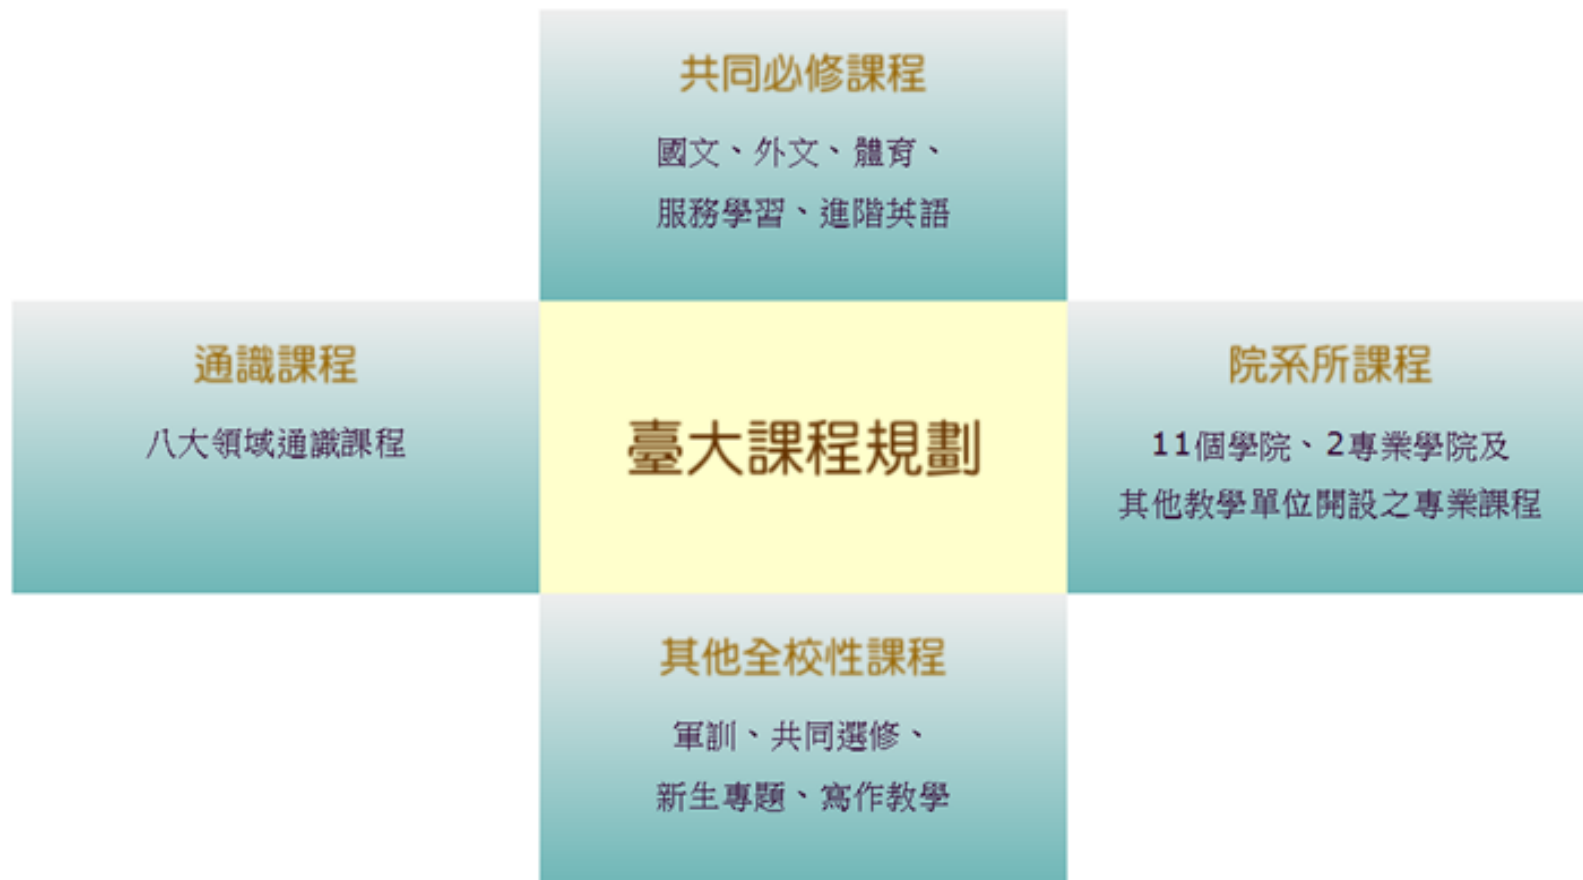 共同必修課程
國文、外文、體育、
服務學習、進階英語
通識課程
八大領域通識課程
臺大課程規劃
院系所課程
11個學院、2專業學院及
其他教學單位開設之專業課程
其他全校性課程
軍訓、共同選修、
新生專題、寫作教學